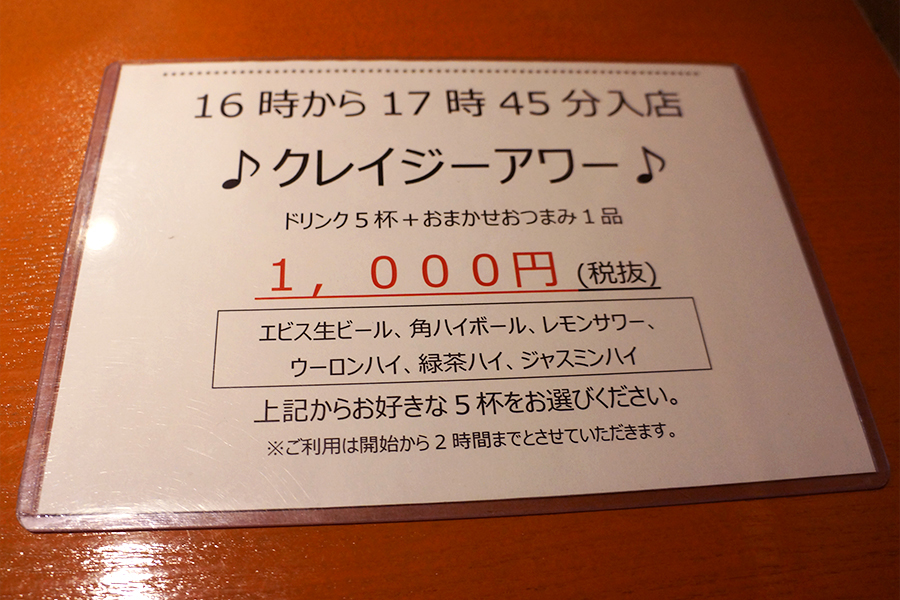 16時から17時45分入店
♪クレイジーアワー♪
ドリンク5杯+おまかせおつまみ1品
1,000円(税抜)
エビス生ビール、角ハイボール、レモンサワー、
ウーロンハイ、緑茶ハイ、ジャスミンハイ
上記からお好きな5杯をお選びください。
※ご利用は開始から2時間までとさせていただきます。